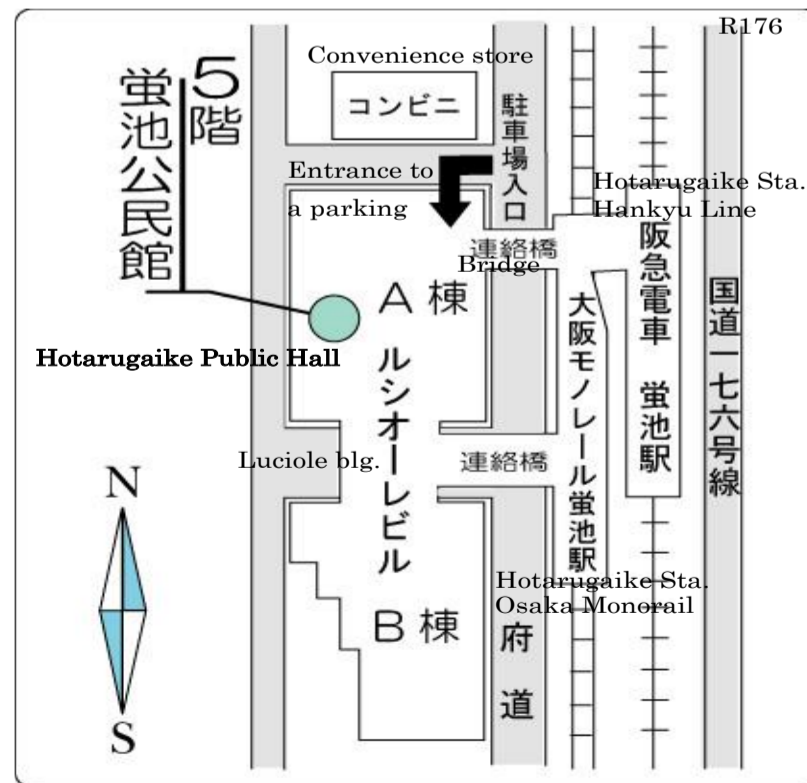 R176
Convenience store
コンビニ
5階
蛍池公民館
駐車場入口
Entrance to
a parking
Hotarugaike Sta.
Hankyu Line
連絡橋
Bridge
A棟
阪急電車 蛍池駅
国道一七六号線
大阪モノレール蛍池駅
Hotarugaike Public Hall
ルシオーレビル
Luciole blg.
連絡橋
N
S
Hotarugaike Sta.
Osaka Monorail
B棟
府道